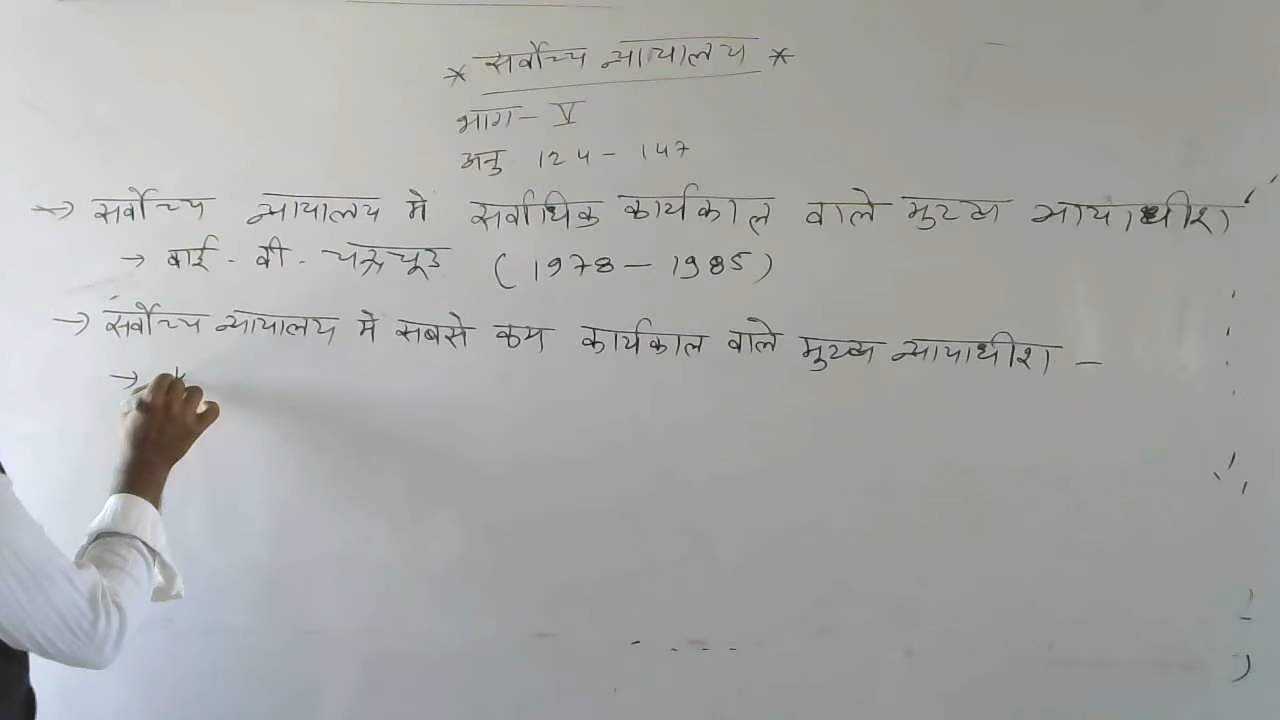 * सर्वोच्च न्यायालय *
भाग - V
अनु 124 - 147
→ सर्वोच्च न्यायालय मे सर्वाधिक कार्यकाल वाले मुख्य न्यायाधीश
→ वाई - वी - चन्द्रचूड (1978 - 1985)
→ सर्वोच्च न्यायालय मे सबसे कम कार्यकाल वाले मुख्य न्यायाधीश -
→